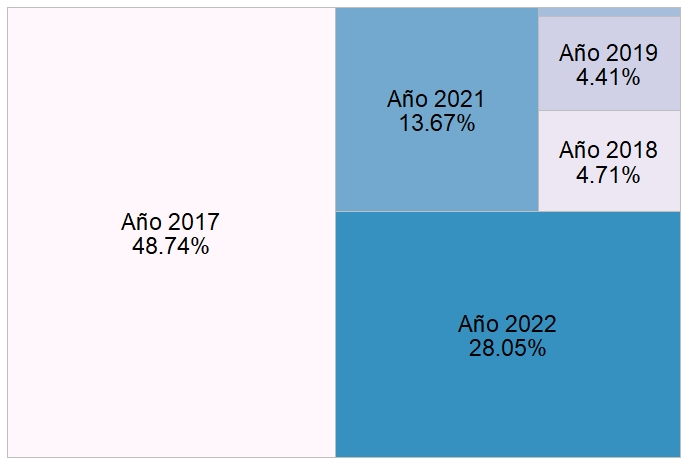 Año 2017
48.74%
Año 2021
13.67%
Año 2019
4.41%
Año 2018
4.71%
Año 2022
28.05%